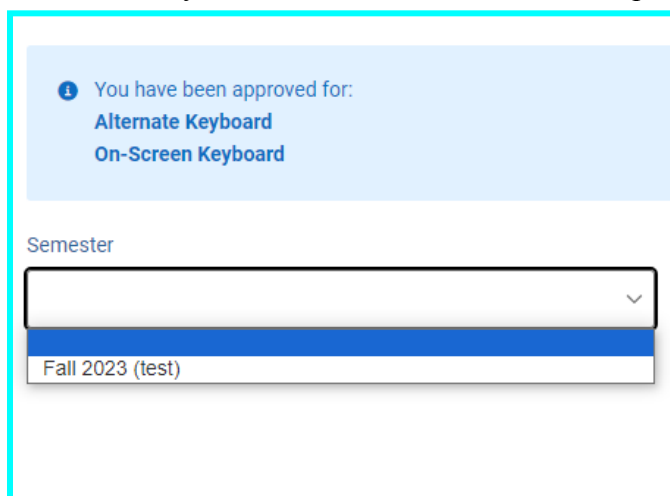 You have been approved for:
Alternate Keyboard
On-Screen Keyboard
Semester
Fall 2023 (test)